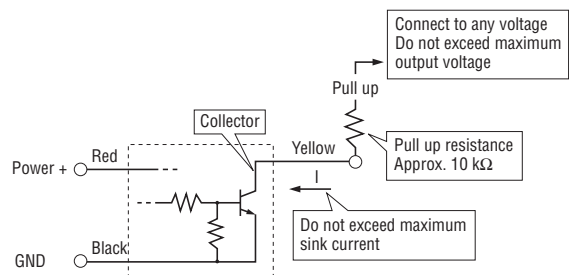 Connect to any voltage
Do not exceed maximum
output voltage
Pull up
Collector
Yellow
Pull up resistance
Approx. 10 kΩ
Power +
Red
I
Do not exceed maximum
sink current
Black
GND